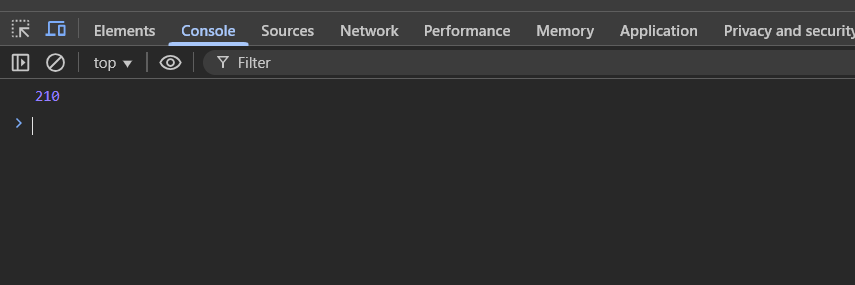 Elements Console Sources Network Performance Memory Application Privacy and security
top Filter
210
>